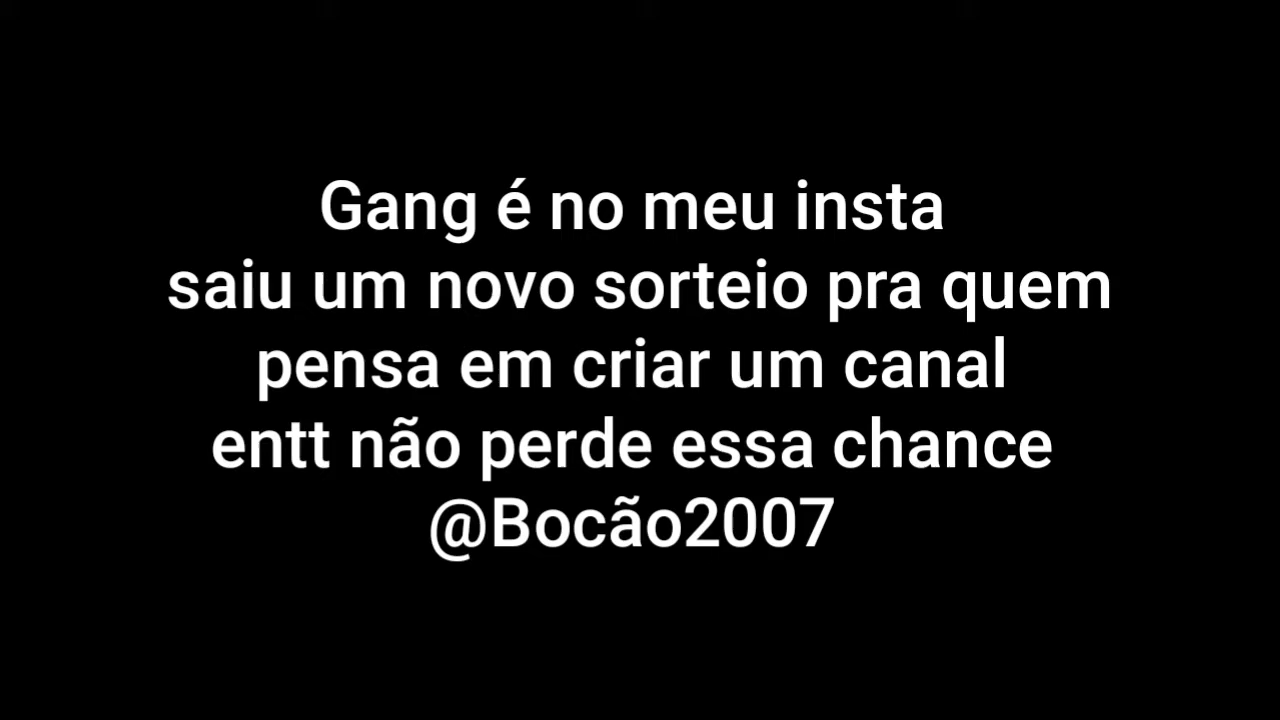 Gang é no meu insta
saiu um novo sorteio pra quem
pensa em criar um canal
entt não perde essa chance
@Bocão2007